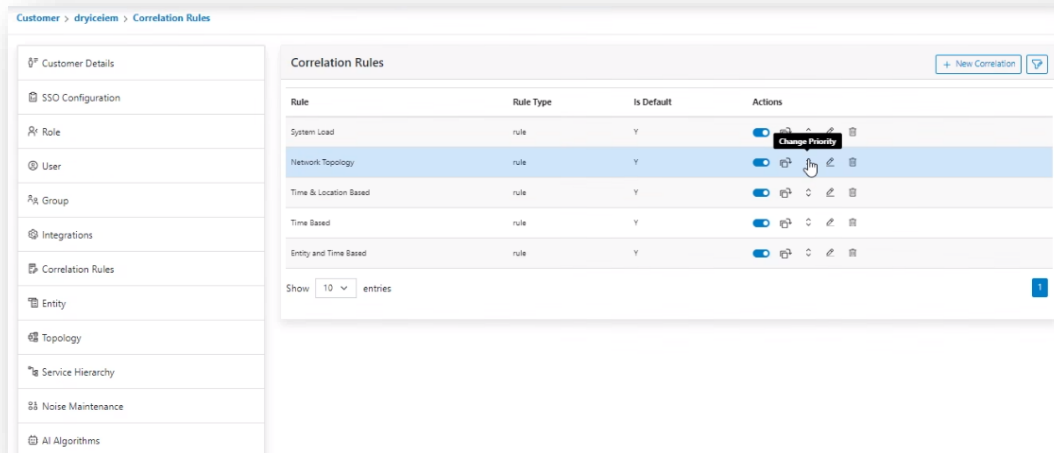 Customer > dryiceiem > Correlation Rules
Customer Details
SSO Configuration
Role
User
Group
Integrations
Correlation Rules
Entity
Topology
Service Hierarchy
Noise Maintenance
AI Algorithms
Correlation Rules
+ New Correlation
Rule Rule Type Is Default Actions
System Load rule Y
Change Priority
Network Topology rule Y
Time & Location Based rule Y
Time Based rule Y
Entity and Time Based rule Y
Show 10 entries
1